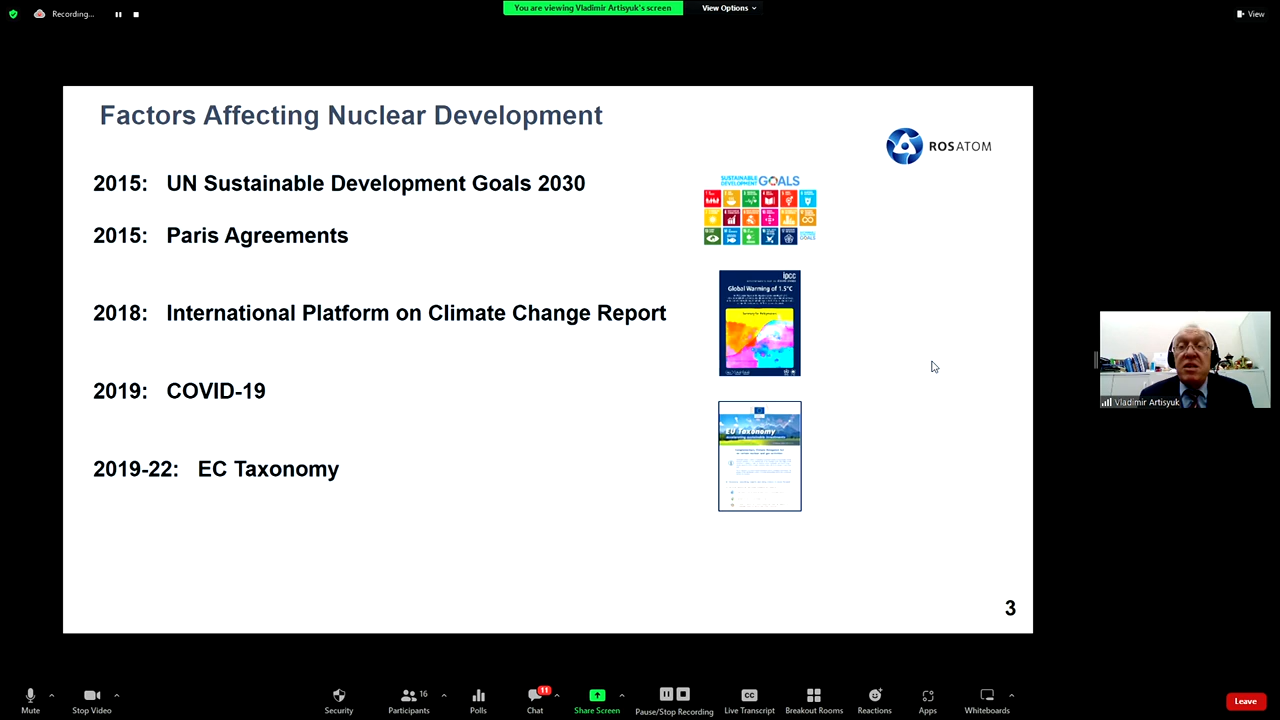 Recording...
You are viewing Vladimir Artisyuk's screen
View Options
View
Factors Affecting Nuclear Development
ROSATOM
2015: UN Sustainable Development Goals 2030
SUSTAINABLE
DEVELOPMENT GOALS
2015: Paris Agreements
ipcc
Global Warming of 1.5°C
2018: International Platform on Climate Change Report
2019: COVID-19
Vladimir Artisyuk
EU Taxonomy
2019-22: EC Taxonomy
3
Mute
Stop Video
Security
16
Participants
Polls
11
Chat
Share Screen
Pause/Stop Recording
CC
Live Transcript
Breakout Rooms
Reactions
Apps
Whiteboards
Leave